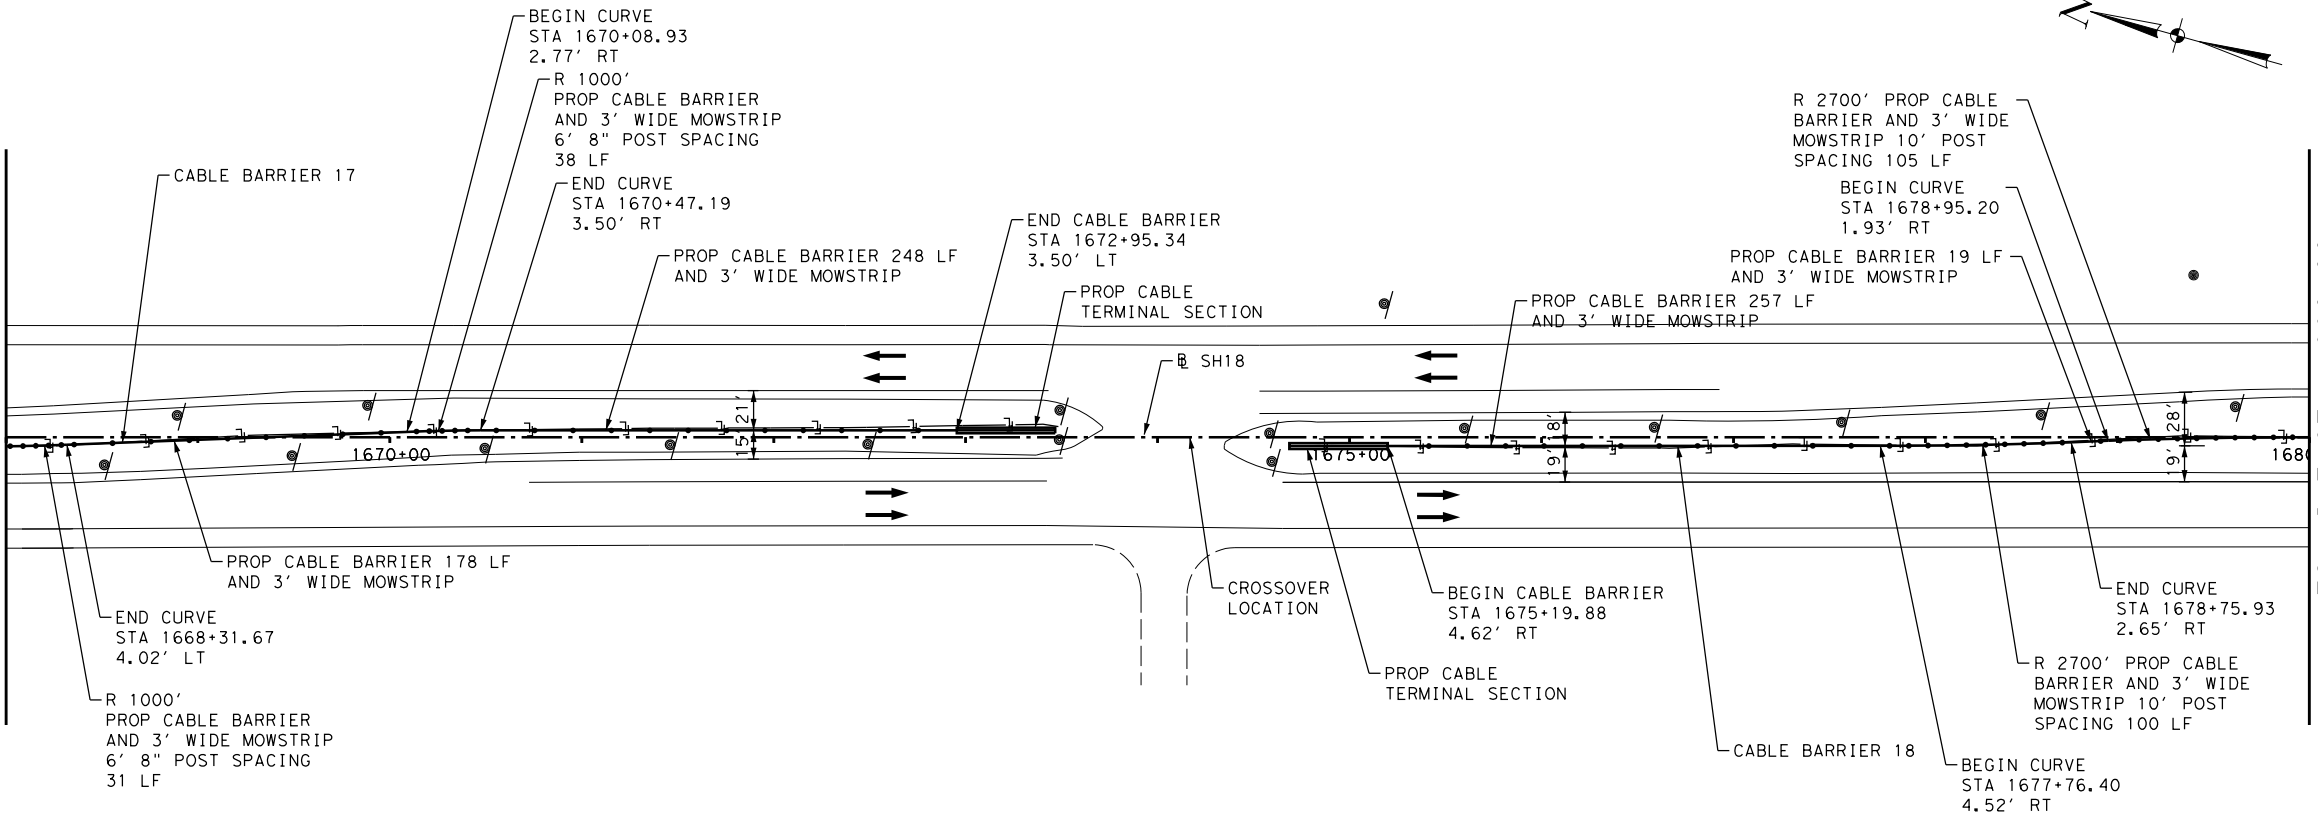 BEGIN CURVE
STA 1670+08.93
2.77' RT
R 1000'
PROP CABLE BARRIER
AND 3' WIDE MOWSTRIP
6' 8" POST SPACING
38 LF
END CURVE
STA 1670+47.19
3.50' RT
CABLE BARRIER 17
PROP CABLE BARRIER 248 LF
AND 3' WIDE MOWSTRIP
END CABLE BARRIER
STA 1672+95.34
3.50' LT
PROP CABLE
TERMINAL SECTION
N
R 2700' PROP CABLE
BARRIER AND 3' WIDE
MOWSTRIP 10' POST
SPACING 105 LF
BEGIN CURVE
STA 1678+95.20
1.93' RT
PROP CABLE BARRIER 19 LF
AND 3' WIDE MOWSTRIP
PROP CABLE BARRIER 257 LF
AND 3' WIDE MOWSTRIP
BL SH18
21'
15'
18'
19'
28'
19'
1670+00
1675+00
1680
PROP CABLE BARRIER 178 LF
AND 3' WIDE MOWSTRIP
END CURVE
STA 1668+31.67
4.02' LT
R 1000'
PROP CABLE BARRIER
AND 3' WIDE MOWSTRIP
6' 8" POST SPACING
31 LF
CROSSOVER
LOCATION
BEGIN CABLE BARRIER
STA 1675+19.88
4.62' RT
PROP CABLE
TERMINAL SECTION
END CURVE
STA 1678+75.93
2.65' RT
R 2700' PROP CABLE
BARRIER AND 3' WIDE
MOWSTRIP 10' POST
SPACING 100 LF
CABLE BARRIER 18
BEGIN CURVE
STA 1677+76.40
4.52' RT